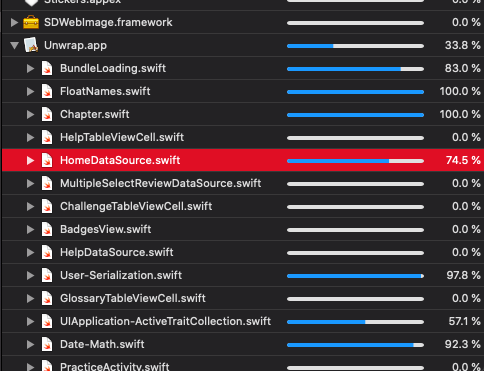 Stickers.appex 0.0 %
SDWebImage.framework 0.0 %
Unwrap.app 33.8 %
BundleLoading.swift 83.0 %
FloatNames.swift 100.0 %
Chapter.swift 100.0 %
HelpTableViewCell.swift 0.0 %
HomeDataSource.swift 74.5 %
MultipleSelectReviewDataSource.swift 0.0 %
ChallengeTableViewCell.swift 0.0 %
BadgesView.swift 0.0 %
HelpDataSource.swift 0.0 %
User-Serialization.swift 97.8 %
GlossaryTableViewCell.swift 0.0 %
UIApplication-ActiveTraitCollection.swift 57.1 %
Date-Math.swift 92.3 %
PracticeActivity.swift 0.0 %